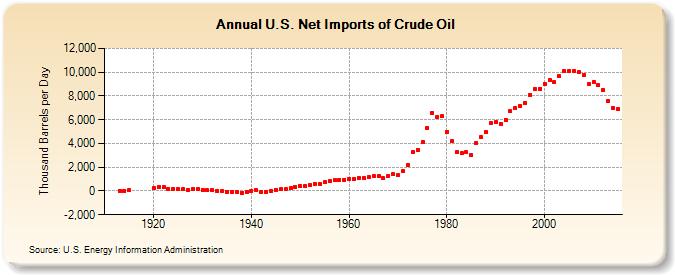 Annual U.S. Net Imports of Crude Oil
Thousand Barrels per Day
12,000
10,000
8,000
6,000
4,000
2,000
0
-2,000
1920 1940 1960 1980 2000
Source: U.S. Energy Information Administration